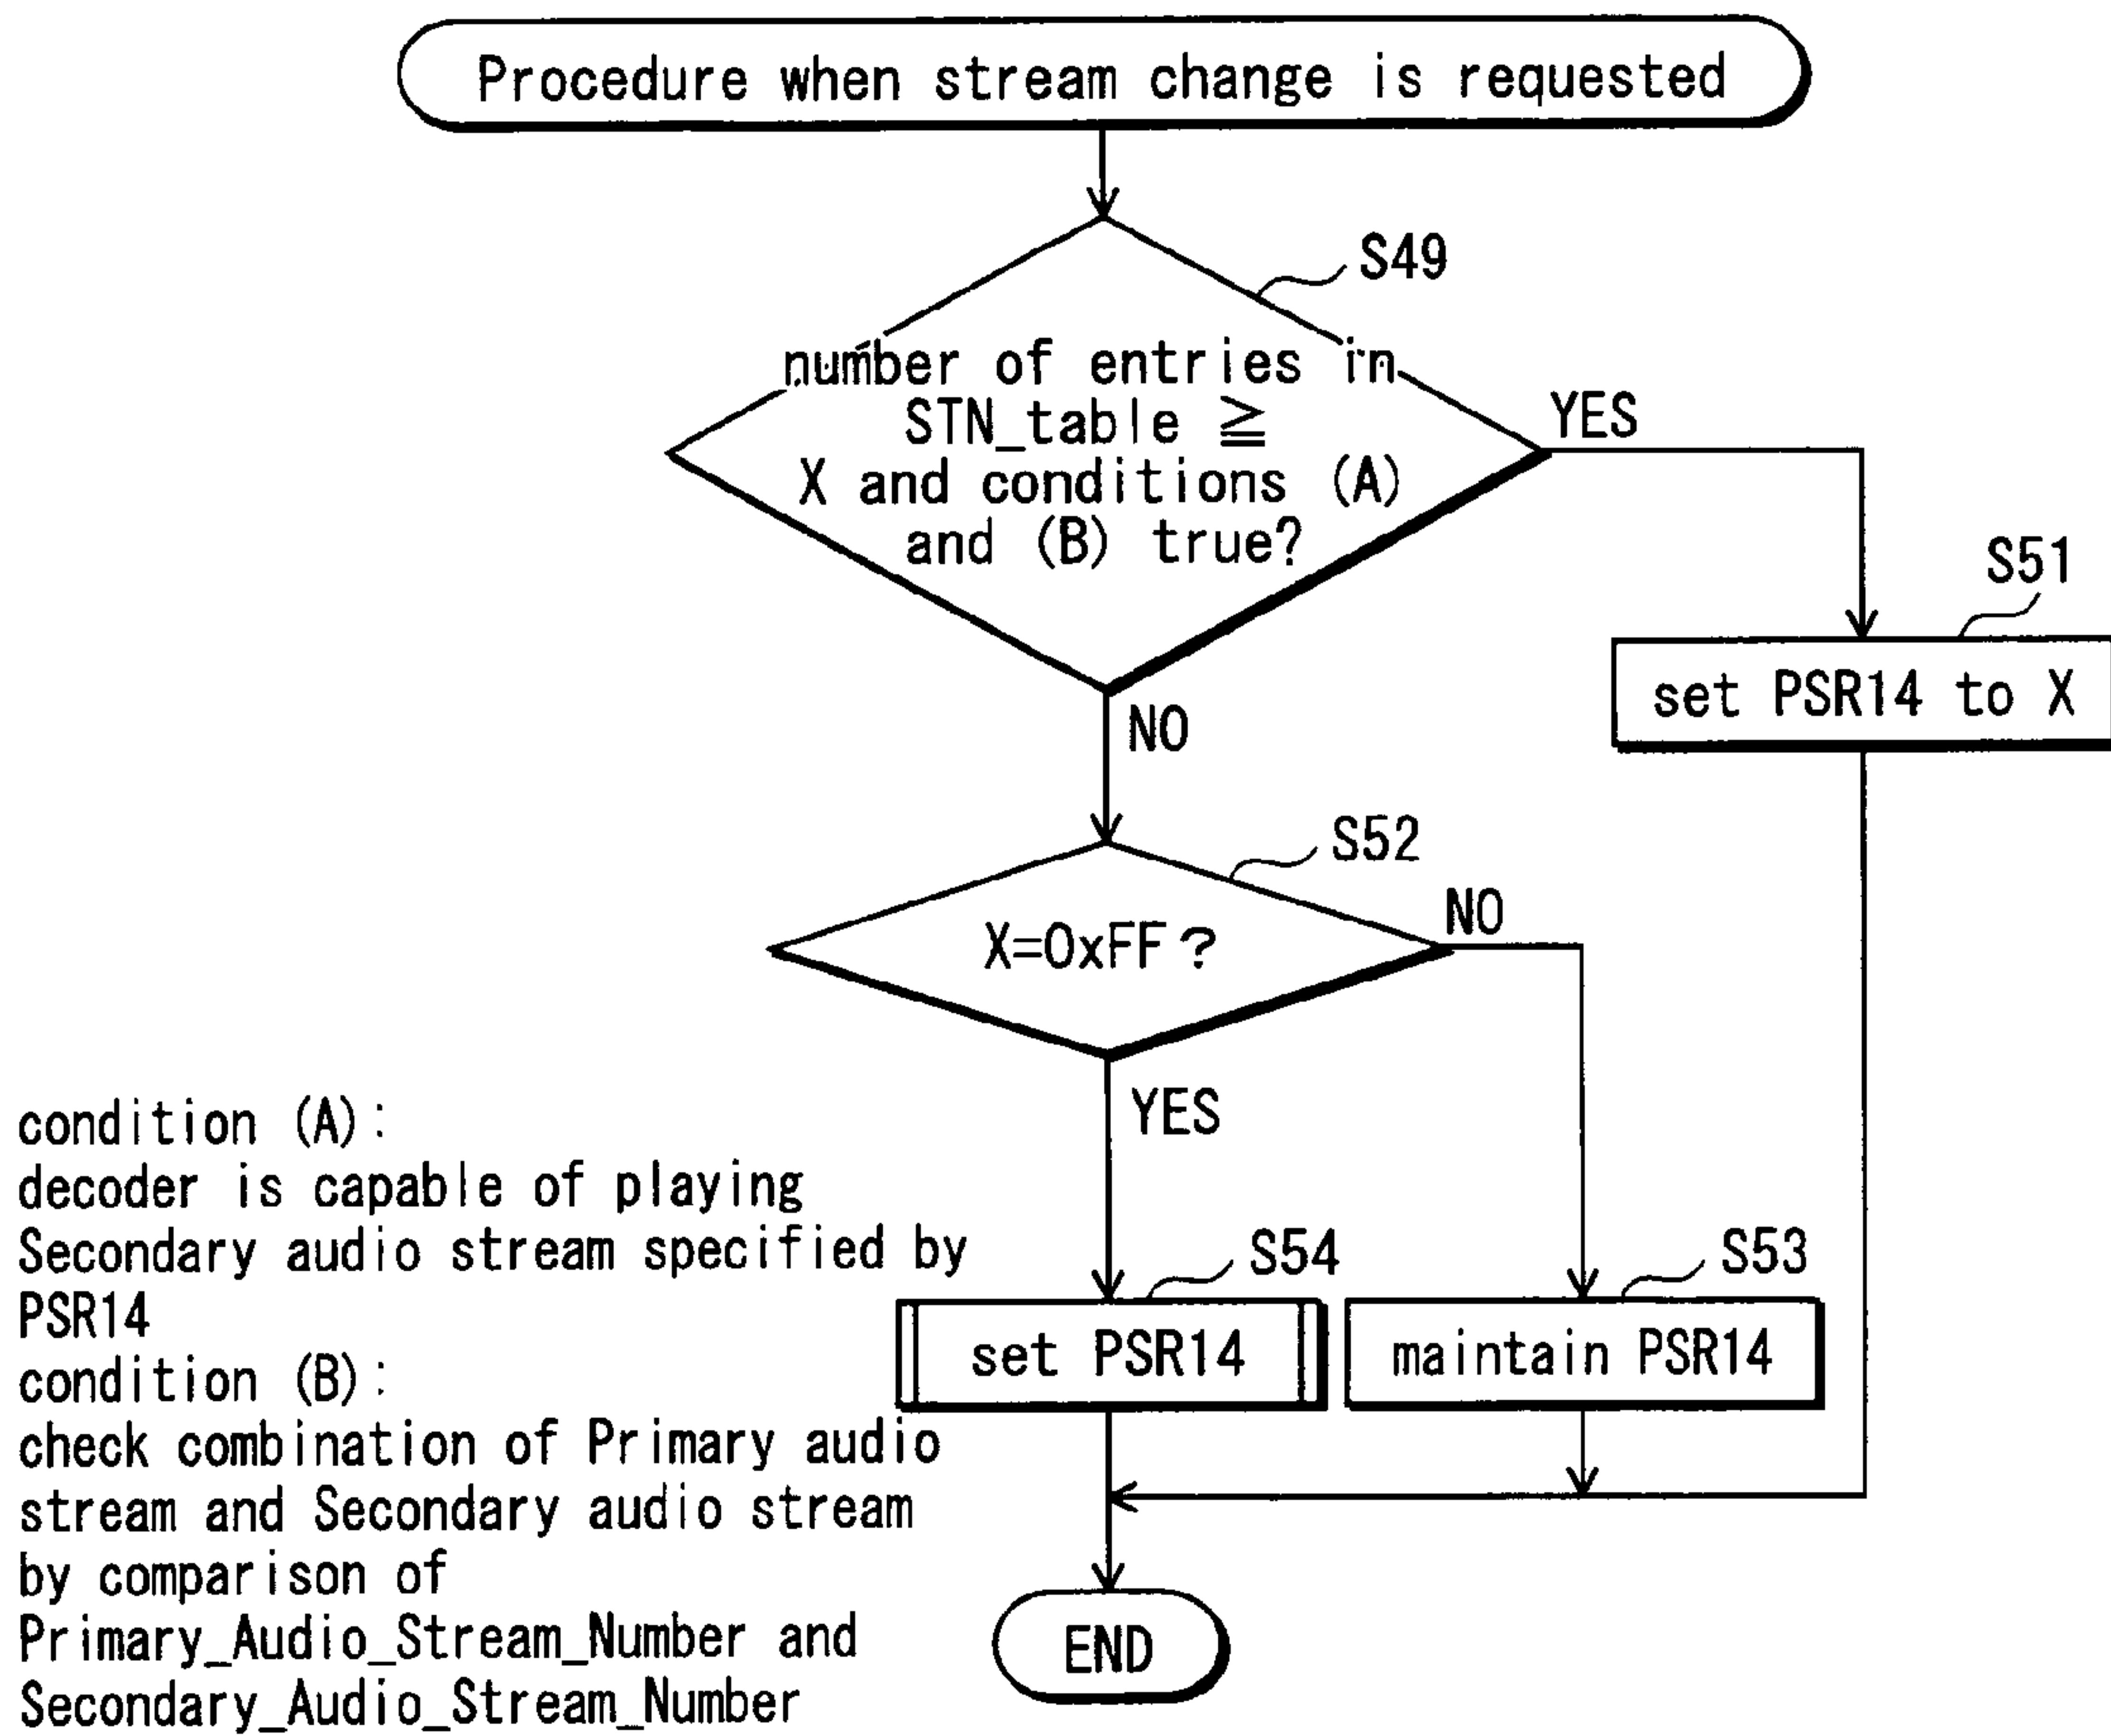 Procedure when stream change is requested
S49
number of entries in
STN_table ≧
X and conditions (A)
and (B) true?
YES
S51
set PSR14 to X
NO
S52
X=0xFF?
NO
YES
S54
set PSR14
S53
maintain PSR14
END
condition (A):
decoder is capable of playing
Secondary audio stream specified by
PSR14
condition (B):
check combination of Primary audio
stream and Secondary audio stream
by comparison of
Primary_Audio_Stream_Number and
Secondary_Audio_Stream_Number